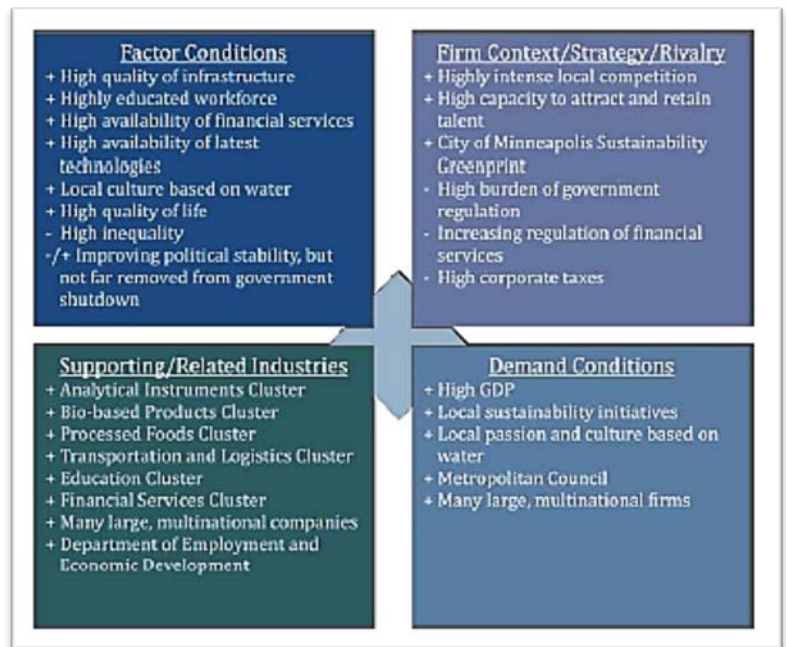 Factor Conditions
+ High quality of infrastructure
+ Highly educated workforce
+ High availability of financial services
+ High availability of latest
technologies
+ Local culture based on water
+ High quality of life
- High inequality
-/+ Improving political stability, but
not far removed from government
shutdown
Firm Context/Strategy/Rivalry
+ Highly intense local competition
+ High capacity to attract and retain
talent
+ City of Minneapolis Sustainability
Greenprint
- High burden of government
regulation
- Increasing regulation of financial
services
- High corporate taxes
Supporting/Related Industries
+ Analytical Instruments Cluster
+ Bio-based Products Cluster
+ Processed Foods Cluster
+ Transportation and Logistics Cluster
+ Education Cluster
+ Financial Services Cluster
+ Many large, multinational companies
+ Department of Employment and
Economic Development
Demand Conditions
+ High GDP
+ Local sustainability initiatives
+ Local passion and culture based on
water
+ Metropolitan Council
+ Many large, multinational firms